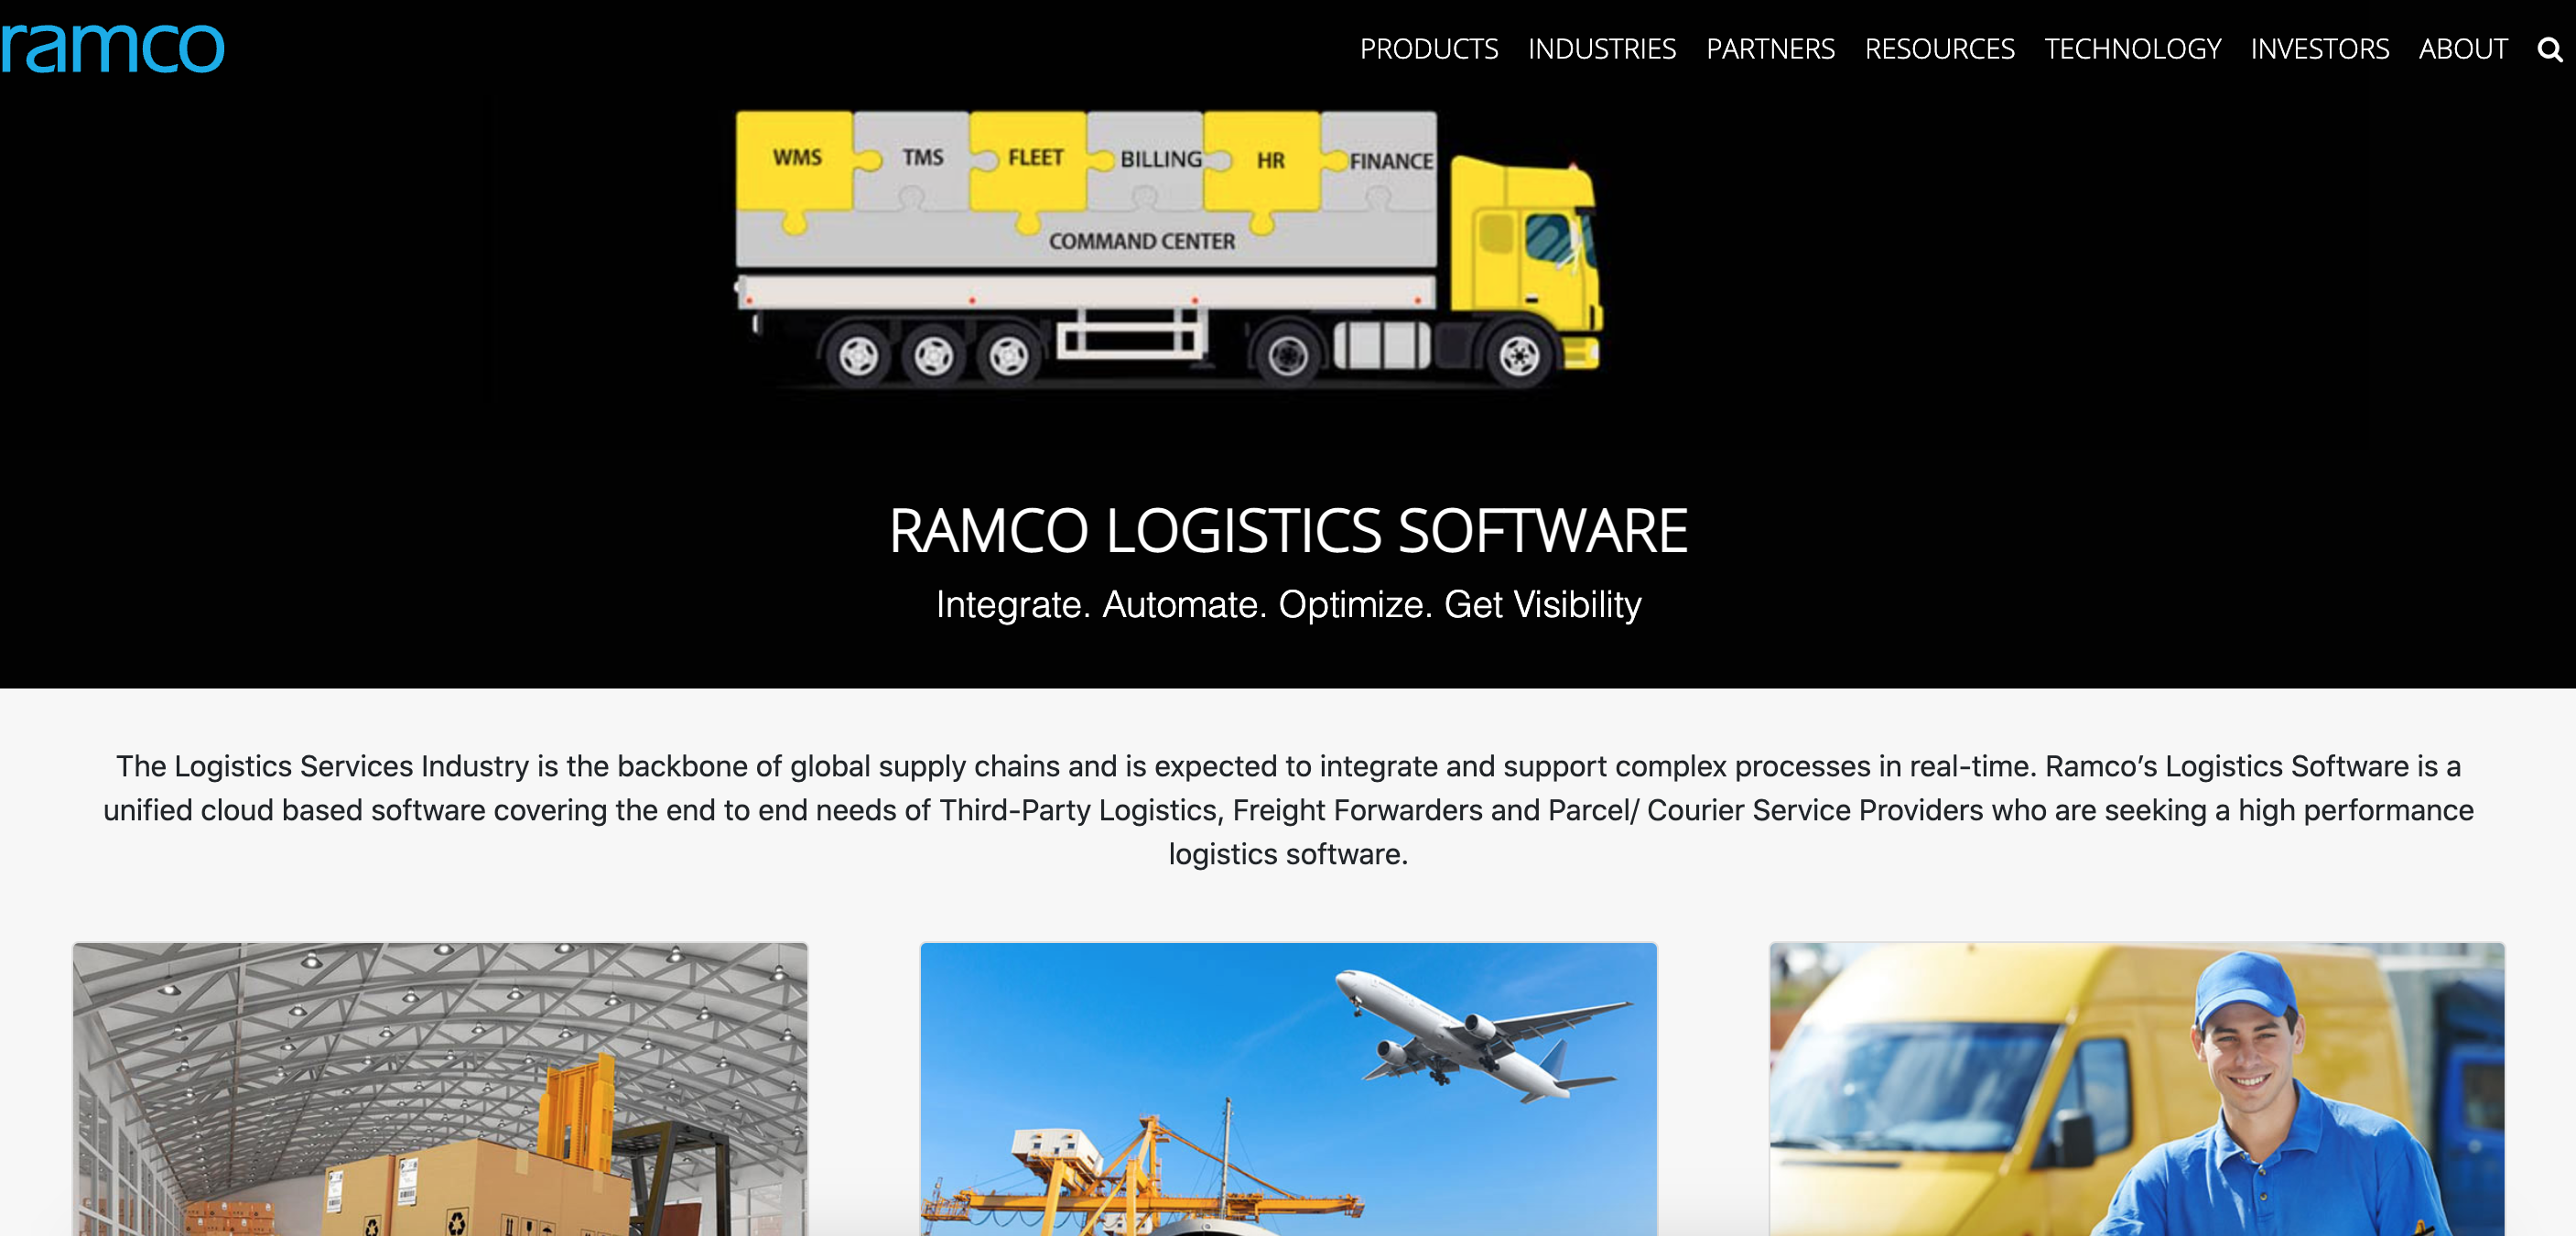 ramco
PRODUCTS INDUSTRIES PARTNERS RESOURCES TECHNOLOGY INVESTORS ABOUT
WMS TMS FLEET BILLING HR FINANCE
COMMAND CENTER
RAMCO LOGISTICS SOFTWARE
Integrate. Automate. Optimize. Get Visibility
The Logistics Services Industry is the backbone of global supply chains and is expected to integrate and support complex processes in real-time. Ramco’s Logistics Software is a
unified cloud based software covering the end to end needs of Third-Party Logistics, Freight Forwarders and Parcel/ Courier Service Providers who are seeking a high performance
logistics software.